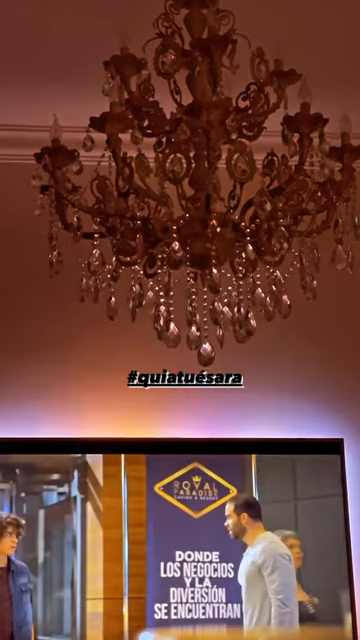 #quiatuésara
ROYAL
PARADISE
CASINO & RESORT
DONDE
LOS NEGOCIOS
Y LA
DIVERSIÓN
SE ENCUENTRAN